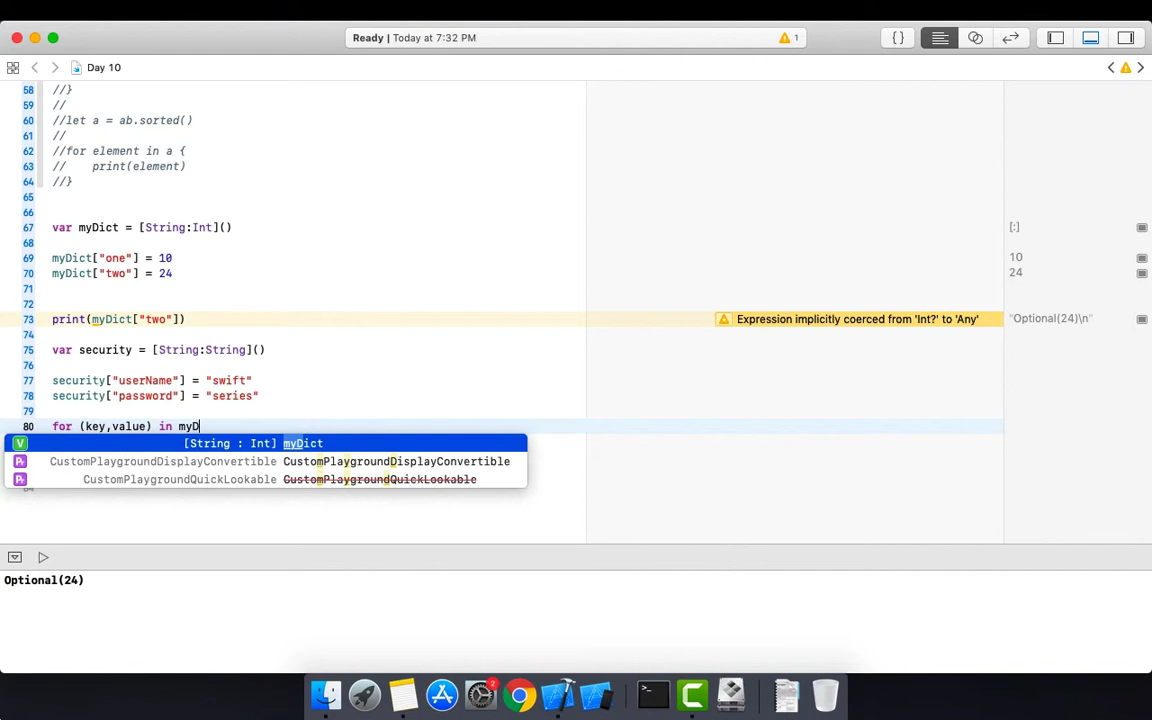 Ready | Today at 7:32 PM
1
{ }
Day 10
58 //}
59 //
60 //let a = ab.sorted()
61 //
62 //for element in a {
63 //    print(element)
64 //}
65
66
67 var myDict = [String:Int]() [:]
68
69 myDict["one"] = 10 10
70 myDict["two"] = 24 24
71
72
73 print(myDict["two"]) Expression implicitly coerced from 'Int?' to 'Any' "Optional(24)\n"
74
75 var security = [String:String]()
76
77 security["userName"] = "swift"
78 security["password"] = "series"
79
80 for (key,value) in myD
V [String : Int] myDict
Pr CustomPlaygroundDisplayConvertible CustomPlaygroundDisplayConvertible
Pr CustomPlaygroundQuickLookable CustomPlaygroundQuickLookable
Optional(24)
2